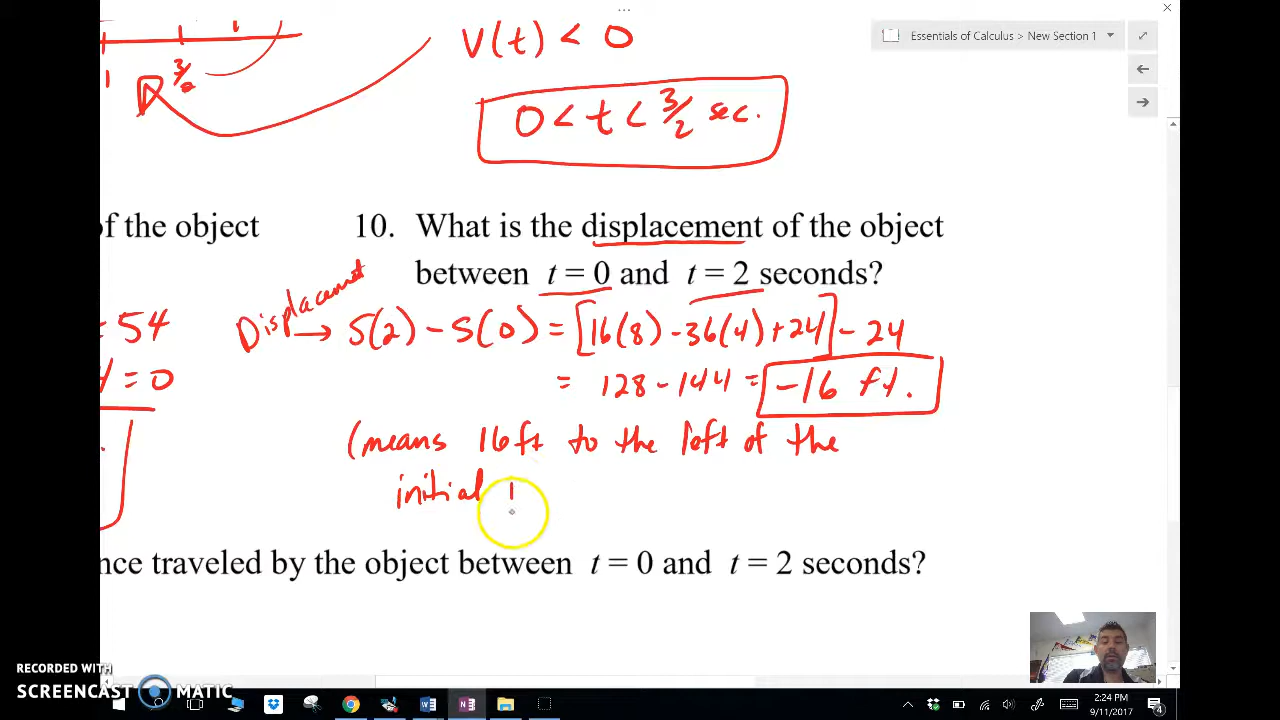 Essentials of Calculus > New Section 1
v(t) < 0
3/2
0 < t < 3/2 sec.
of the object
10. What is the displacement of the object
between t = 0 and t = 2 seconds?
Displacement
= 54
→ S(2) - S(0) = [16(8) - 36(4) + 24] - 24
= 0
= 128 - 144 = -16 ft.
(means 16ft to the left of the
initial
nce traveled by the object between t = 0 and t = 2 seconds?
RECORDED WITH
SCREENCAST MATIC
2:24 PM
9/11/2017